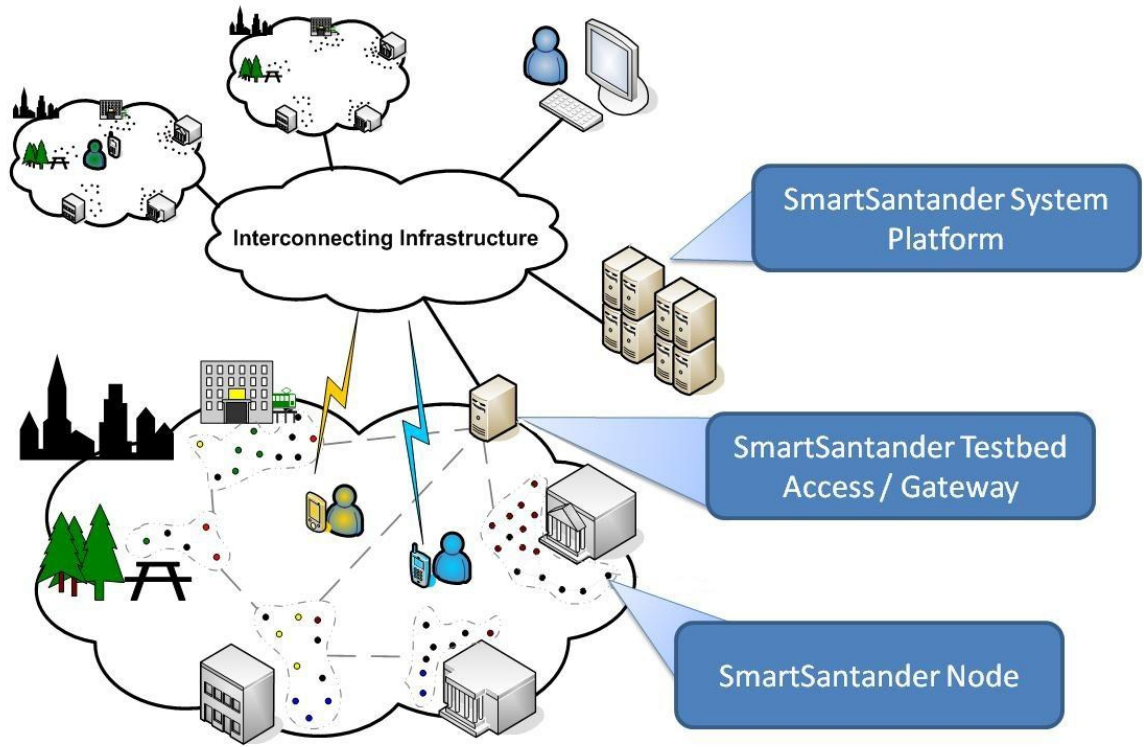 SmartSantander System
Platform
Interconnecting Infrastructure
SmartSantander Testbed
Access / Gateway
SmartSantander Node